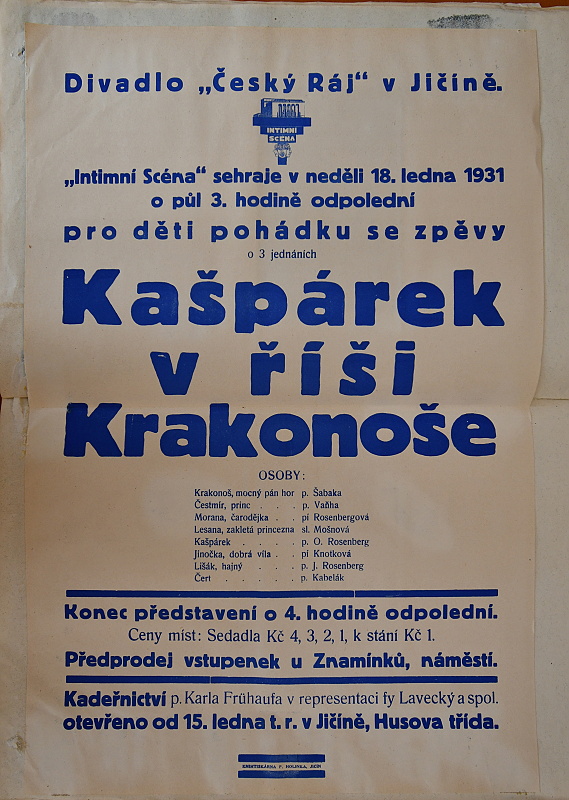 Divadlo „Český Ráj“ v Jičíně.
INTIMNÍ
SCÉNA
„Intimní Scéna“ sehraje v neděli 18. ledna 1931
o půl 3. hodině odpolední
pro děti pohádku se zpěvy
o 3 jednáních
Kašpárek
v říši
Krakonoše
OSOBY:
Krakonoš, mocný pán hor p. Šabaka
Čestmír, princ . . . p. Vaňha
Morana, čarodějka . . pí Rosenbergová
Lesana, zakletá princezna sl. Mošnová
Kašpárek . . . . p. O. Rosenberg
Jinočka, dobrá víla . . pí Knotková
Lišák, hajný . . . p. J. Rosenberg
Čert . . . . . p. Kabelák
Konec představení o 4. hodině odpolední.
Ceny míst: Sedadla Kč 4, 3, 2, 1, k stání Kč 1.
Předprodej vstupenek u Znamínků, náměstí.
Kadeřnictví p. Karla Frühaufa v representaci fy Lavecký a spol.
otevřeno od 15. ledna t. r. v Jičíně, Husova třída.
KNIHTISKÁRNA F. HOLINKA, JIČÍN